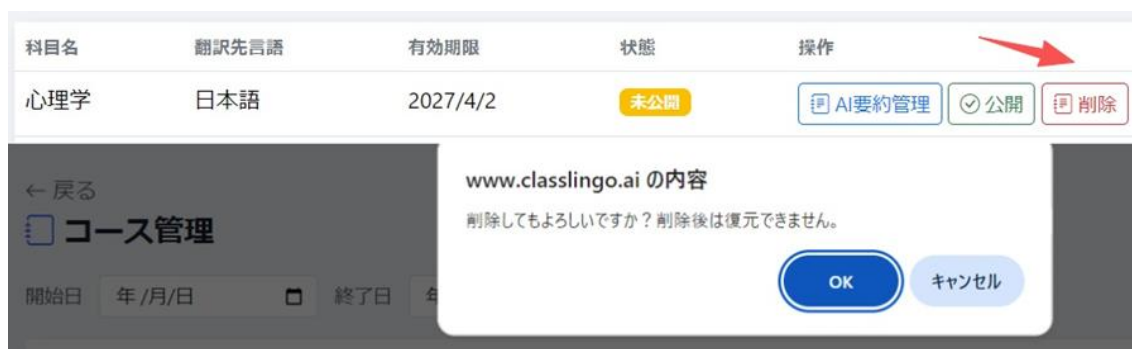 科目名 翻訳先言語 有効期限 状態 操作
心理学 日本語 2027/4/2 未公開 AI要約管理 公開 削除
www.classlingo.ai の内容
削除してもよろしいですか？削除後は復元できません。
OK キャンセル
← 戻る
コース管理
開始日 年/月/日 終了日 年